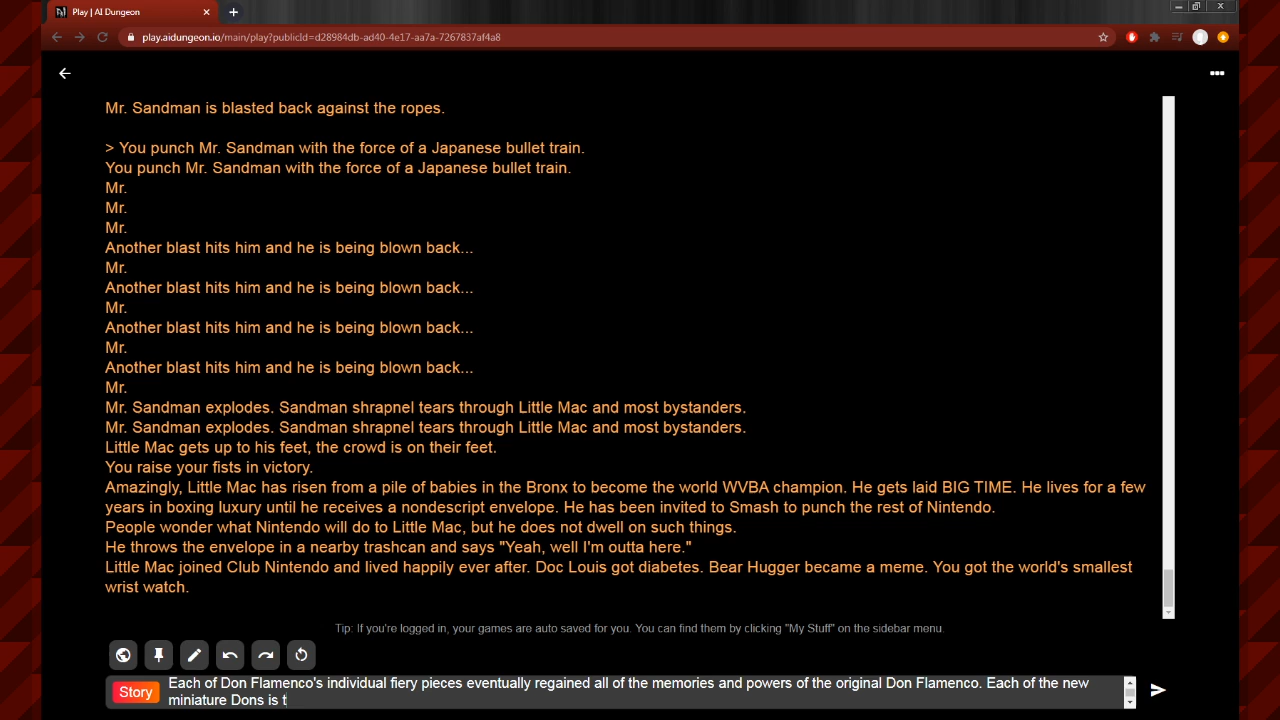 Play | AI Dungeon
play.aidungeon.io/main/play?publicId=d28984db-ad40-4e17-aa7a-7267837af4a8
Mr. Sandman is blasted back against the ropes.
> You punch Mr. Sandman with the force of a Japanese bullet train.
You punch Mr. Sandman with the force of a Japanese bullet train.
Mr.
Mr.
Mr.
Another blast hits him and he is being blown back...
Mr.
Another blast hits him and he is being blown back...
Mr.
Another blast hits him and he is being blown back...
Mr.
Another blast hits him and he is being blown back...
Mr.
Mr. Sandman explodes. Sandman shrapnel tears through Little Mac and most bystanders.
Mr. Sandman explodes. Sandman shrapnel tears through Little Mac and most bystanders.
Little Mac gets up to his feet, the crowd is on their feet.
You raise your fists in victory.
Amazingly, Little Mac has risen from a pile of babies in the Bronx to become the world WVBA champion. He gets laid BIG TIME. He lives for a few
years in boxing luxury until he receives a nondescript envelope. He has been invited to Smash to punch the rest of Nintendo.
People wonder what Nintendo will do to Little Mac, but he does not dwell on such things.
He throws the envelope in a nearby trashcan and says "Yeah, well I'm outta here."
Little Mac joined Club Nintendo and lived happily ever after. Doc Louis got diabetes. Bear Hugger became a meme. You got the world's smallest
wrist watch.
Tip: If you're logged in, your games are auto saved for you. You can find them by clicking "My Stuff" on the sidebar menu.
Story
Each of Don Flamenco's individual fiery pieces eventually regained all of the memories and powers of the original Don Flamenco. Each of the new
miniature Dons is t